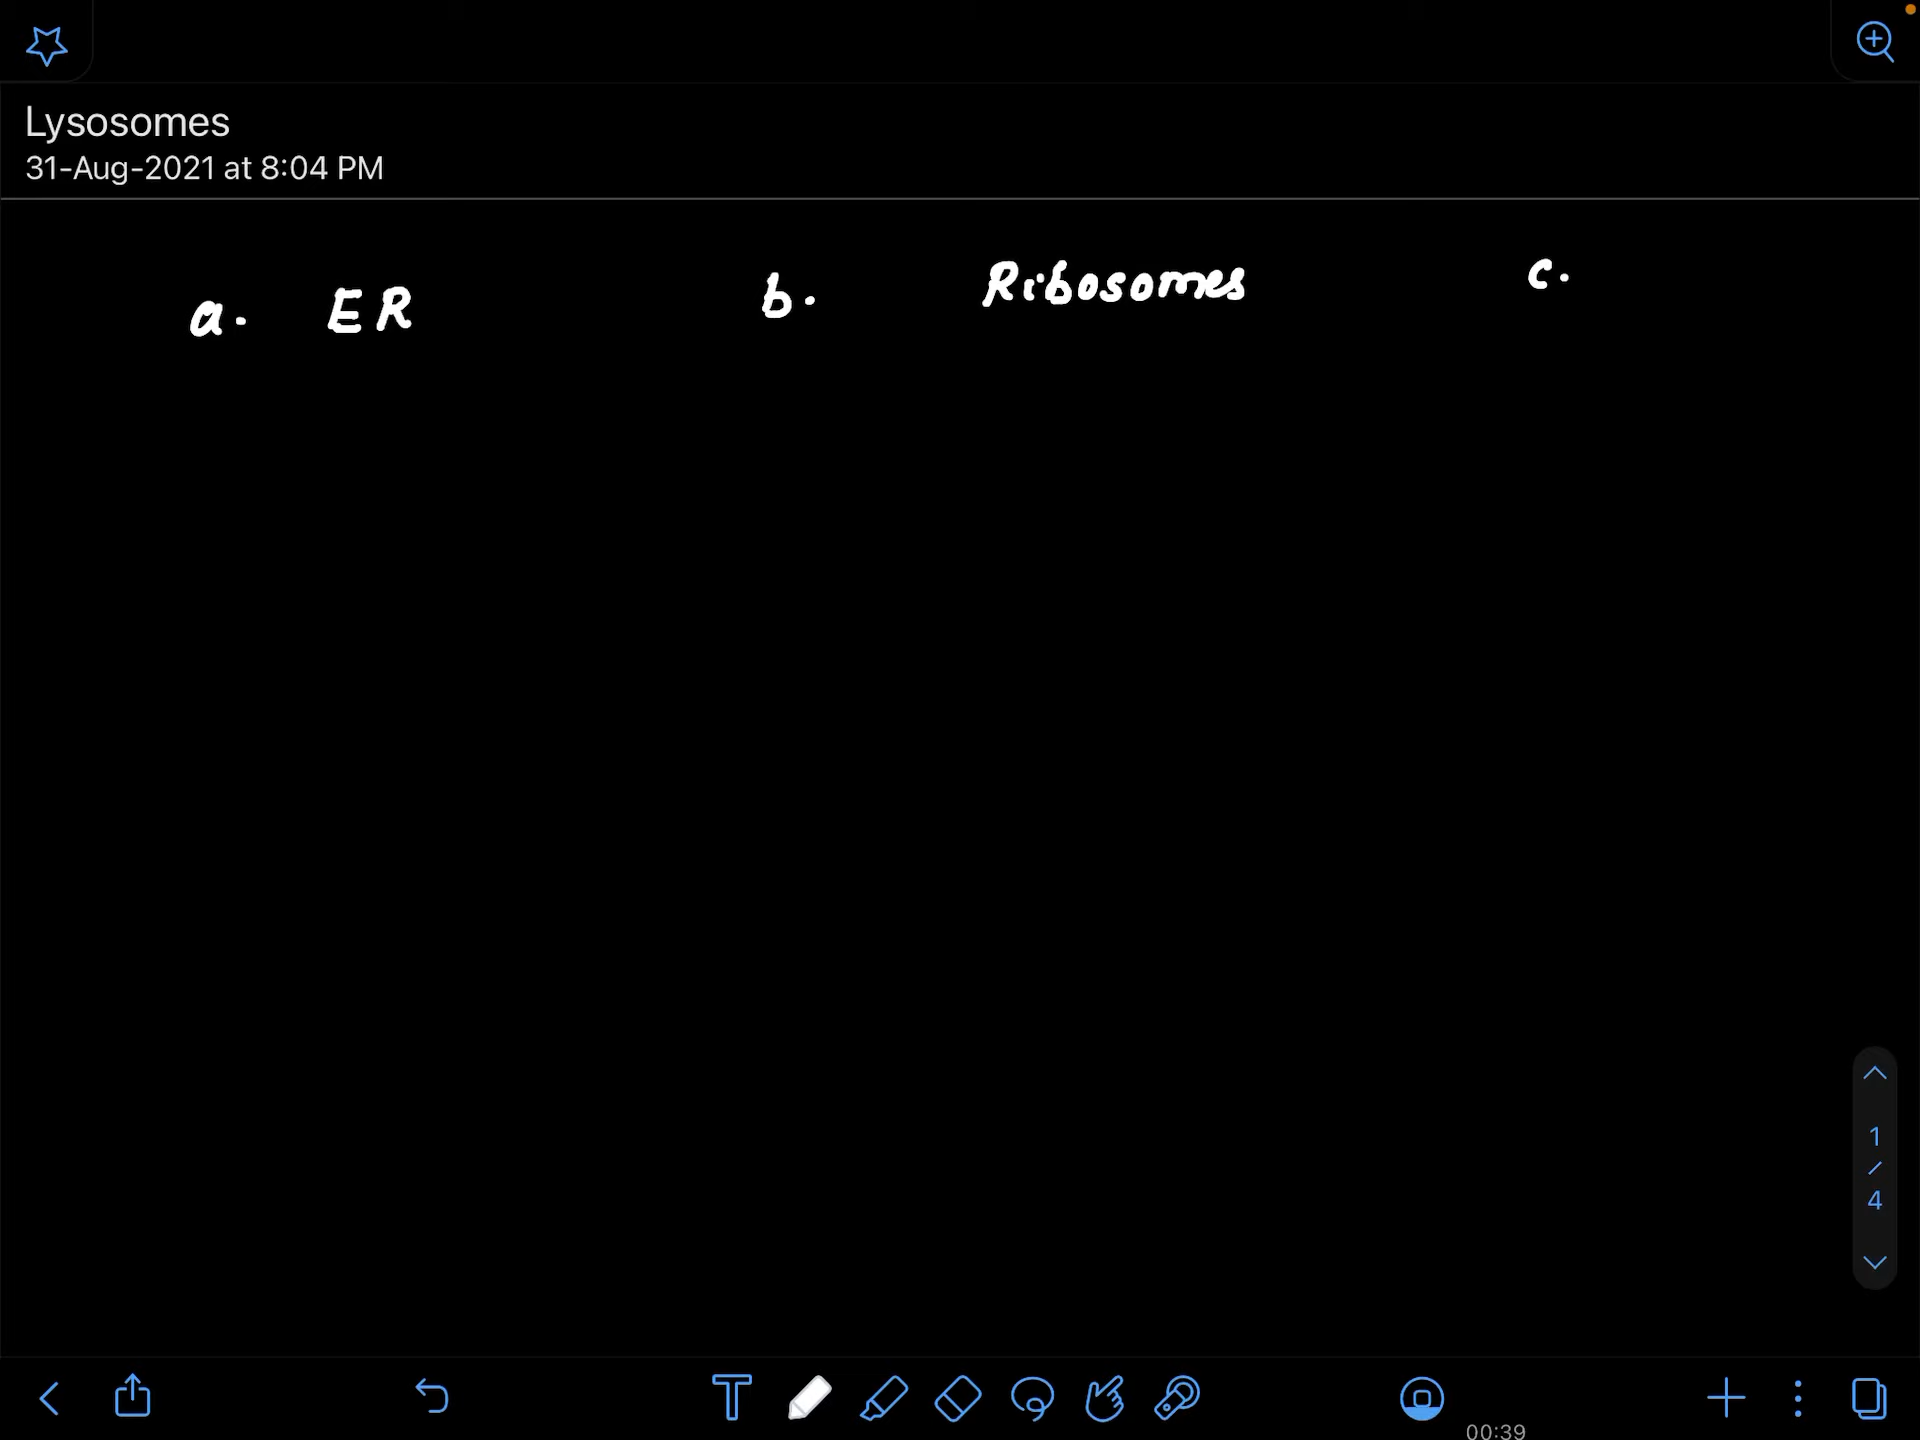 Lysosomes
31-Aug-2021 at 8:04 PM
a. ER b. Ribosomes c.
1
/
4
00:39